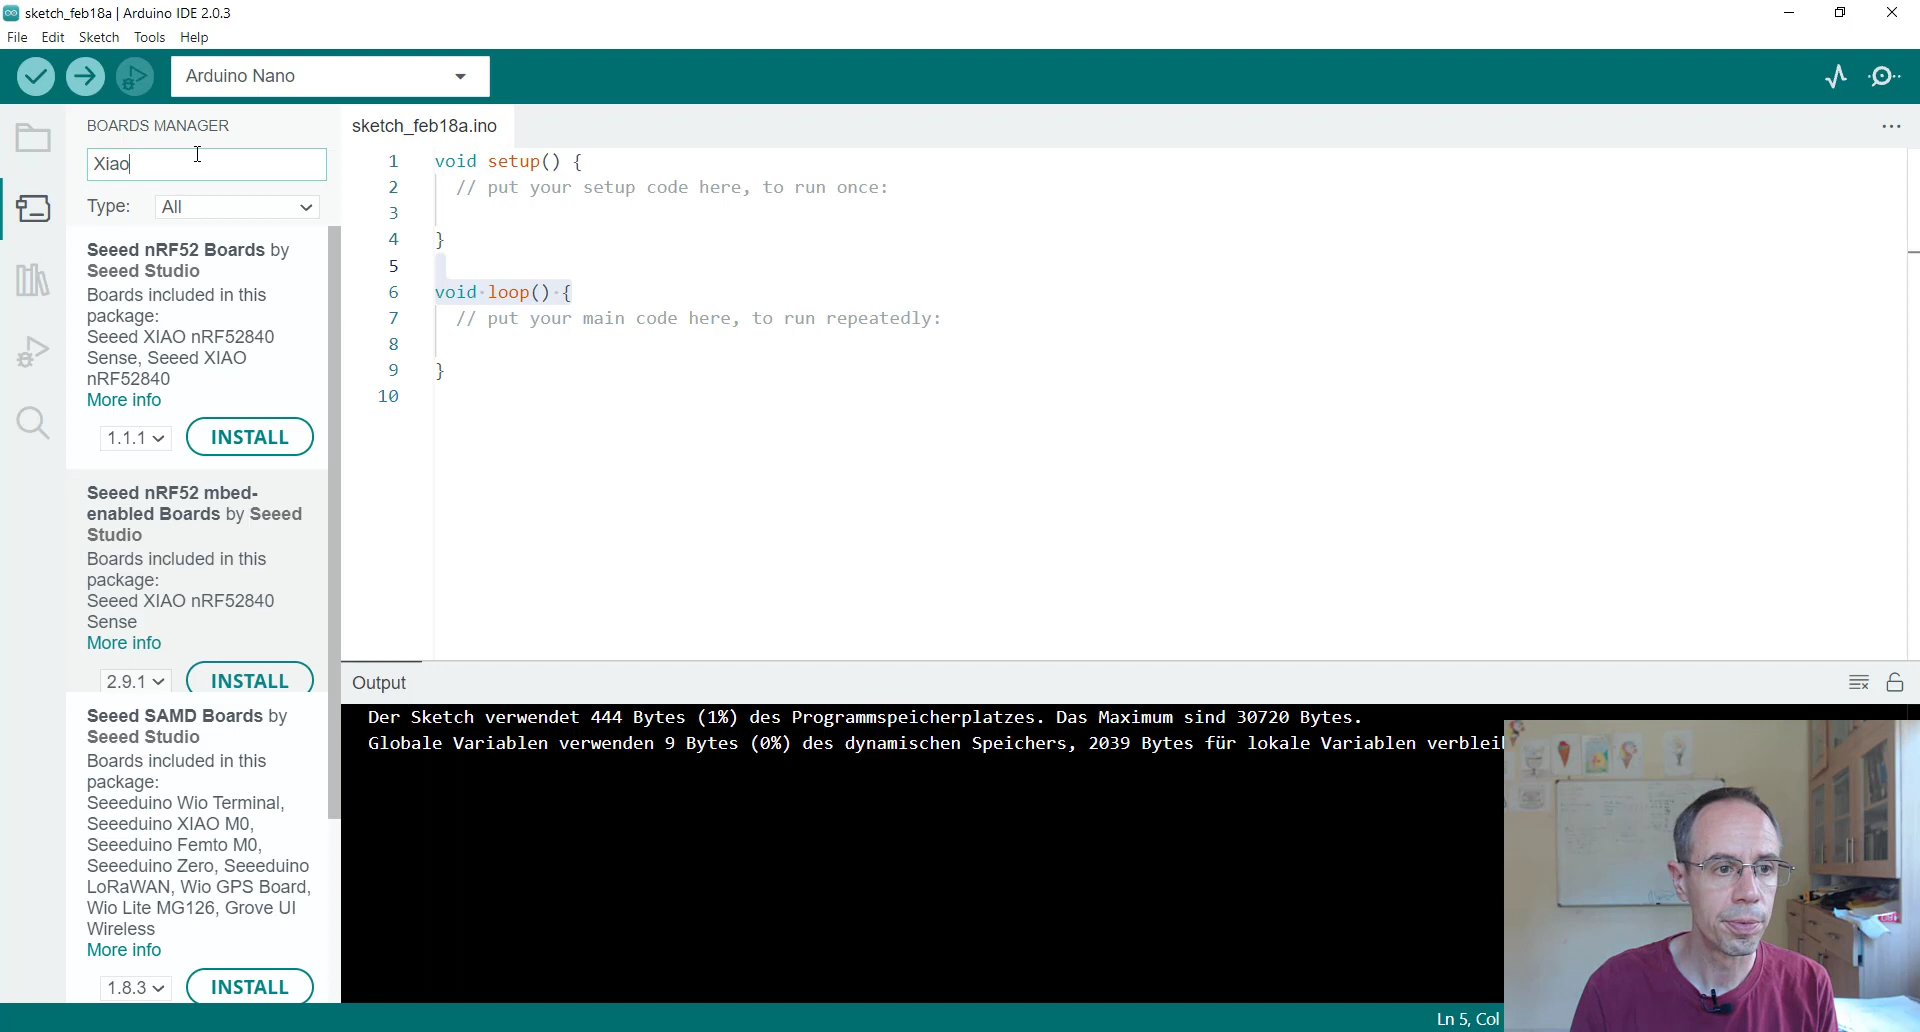 sketch_feb18a | Arduino IDE 2.0.3
File Edit Sketch Tools Help
Arduino Nano
BOARDS MANAGER
Xiao
Type: All
Seeed nRF52 Boards by
Seeed Studio
Boards included in this
package:
Seeed XIAO nRF52840
Sense, Seeed XIAO
nRF52840
More info
1.1.1 INSTALL
Seeed nRF52 mbed-
enabled Boards by Seeed
Studio
Boards included in this
package:
Seeed XIAO nRF52840
Sense
More info
2.9.1 INSTALL
Seeed SAMD Boards by
Seeed Studio
Boards included in this
package:
Seeeduino Wio Terminal,
Seeeduino XIAO M0,
Seeeduino Femto M0,
Seeeduino Zero, Seeeduino
LoRaWAN, Wio GPS Board,
Wio Lite MG126, Grove UI
Wireless
More info
1.8.3 INSTALL
sketch_feb18a.ino
1 void setup() {
2 // put your setup code here, to run once:
3
4 }
5
6 void loop() {
7 // put your main code here, to run repeatedly:
8
9 }
10
Output
Der Sketch verwendet 444 Bytes (1%) des Programmspeicherplatzes. Das Maximum sind 30720 Bytes.
Globale Variablen verwenden 9 Bytes (0%) des dynamischen Speichers, 2039 Bytes für lokale Variablen
Ln 5, Col